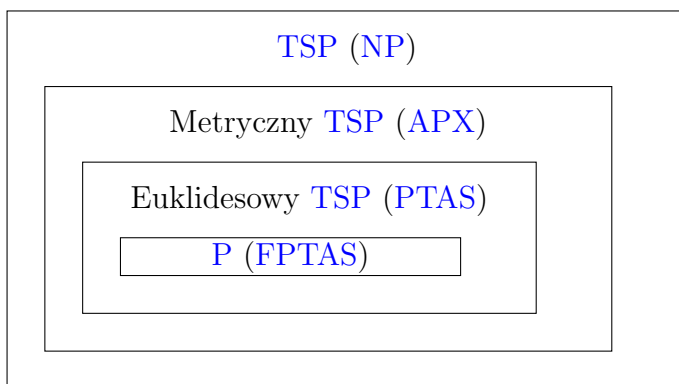 TSP (NP)
Metryczny TSP (APX)
Euklidesowy TSP (PTAS)
P (FPTAS)